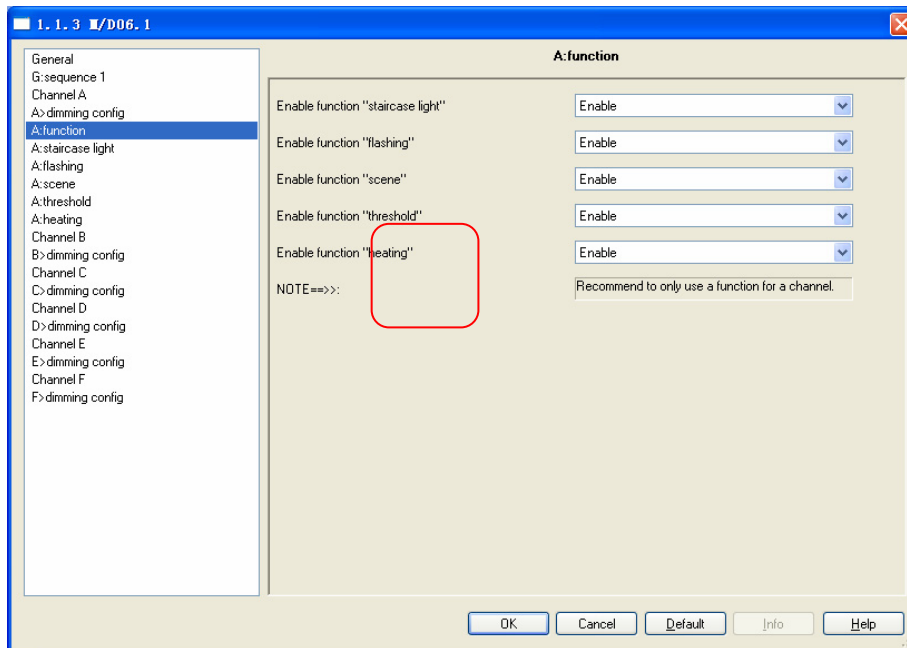 1.1.3 M/D06.1
General
G:sequence 1
Channel A
A>dimming config
A:function
A:staircase light
A:flashing
A:scene
A:threshold
A:heating
Channel B
B>dimming config
Channel C
C>dimming config
Channel D
D>dimming config
Channel E
E>dimming config
Channel F
F>dimming config
A:function
Enable function "staircase light" Enable
Enable function "flashing" Enable
Enable function "scene" Enable
Enable function "threshold" Enable
Enable function "heating" Enable
NOTE==>>: Recommend to only use a function for a channel.
OK Cancel Default Info Help